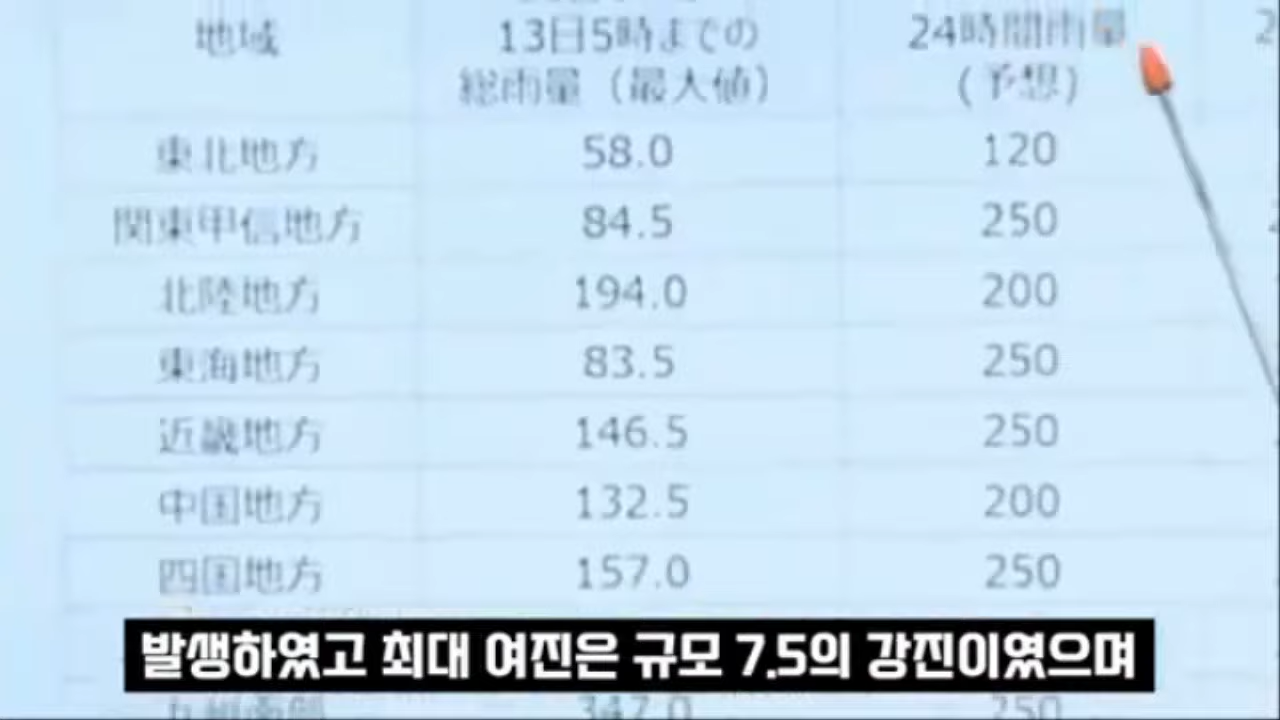 地域
13日5時までの
総雨量（最大値）
24時間雨量
（予想）
東北地方 58.0 120
関東甲信地方 84.5 250
北陸地方 194.0 200
東海地方 83.5 250
近畿地方 146.5 250
中国地方 132.5 200
四国地方 157.0 250
발생하였고 최대 여진은 규모 7.5의 강진이였으며
347.0 250